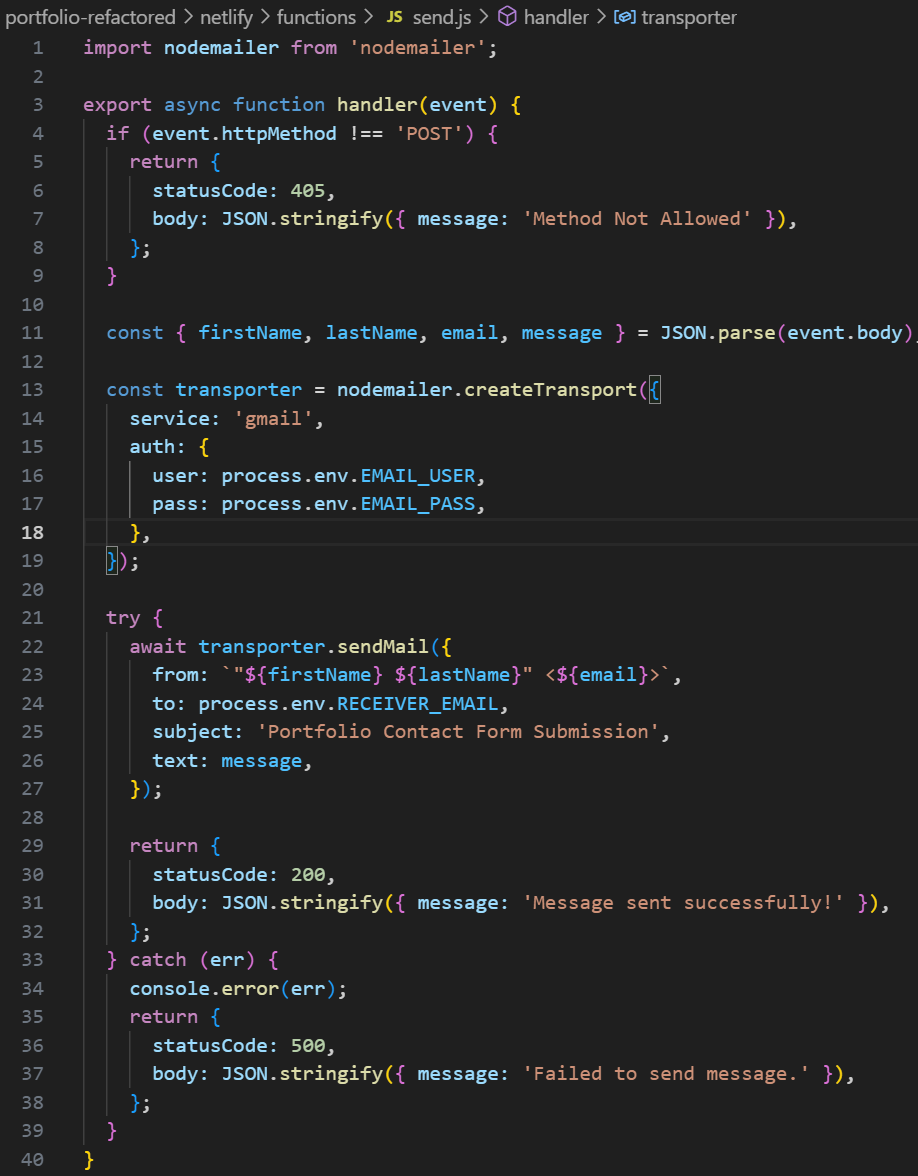 portfolio-refactored > netlify > functions > JS send.js > handler > transporter
1 import nodemailer from 'nodemailer';
2
3 export async function handler(event) {
4   if (event.httpMethod !== 'POST') {
5     return {
6       statusCode: 405,
7       body: JSON.stringify({ message: 'Method Not Allowed' }),
8     };
9   }
10
11   const { firstName, lastName, email, message } = JSON.parse(event.body);
12
13   const transporter = nodemailer.createTransport({
14     service: 'gmail',
15     auth: {
16       user: process.env.EMAIL_USER,
17       pass: process.env.EMAIL_PASS,
18     },
19   });
20
21   try {
22     await transporter.sendMail({
23       from: `"${firstName} ${lastName}" <${email}>`,
24       to: process.env.RECEIVER_EMAIL,
25       subject: 'Portfolio Contact Form Submission',
26       text: message,
27     });
28
29     return {
30       statusCode: 200,
31       body: JSON.stringify({ message: 'Message sent successfully!' }),
32     };
33   } catch (err) {
34     console.error(err);
35     return {
36       statusCode: 500,
37       body: JSON.stringify({ message: 'Failed to send message.' }),
38     };
39   }
40 }